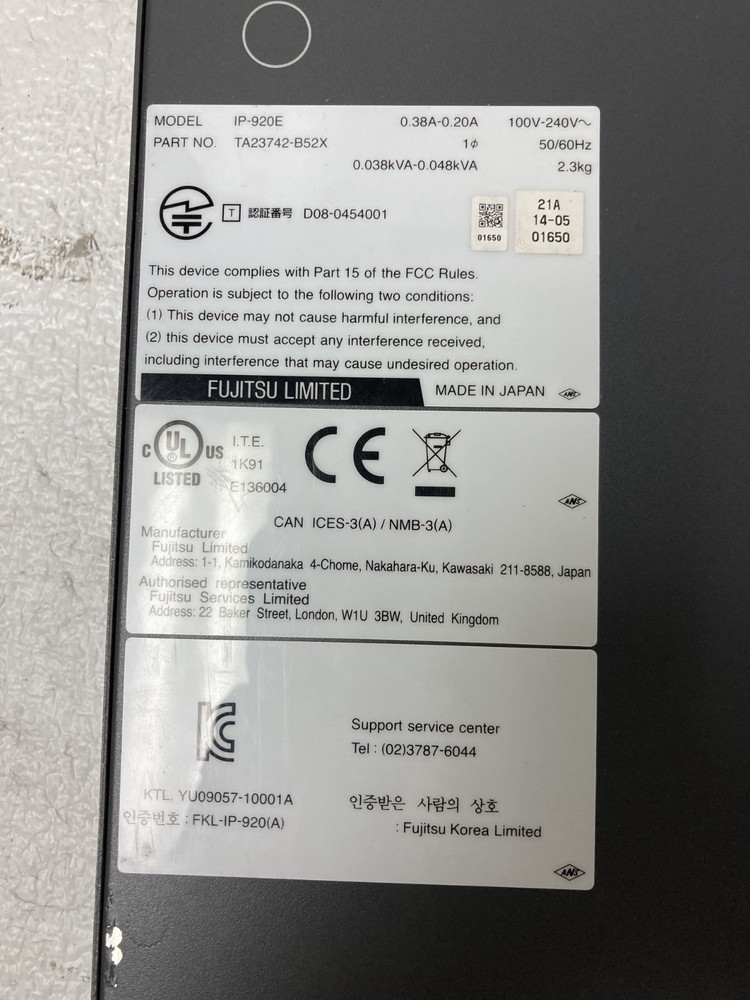 MODEL IP-920E 0.38A-0.20A 100V-240V～
PART NO. TA23742-B52X 1ϕ 50/60Hz
0.038kVA-0.048kVA 2.3kg
T 認証番号 D08-0454001
01650
21A
14-05
01650
This device complies with Part 15 of the FCC Rules.
Operation is subject to the following two conditions:
(1) This device may not cause harmful interference, and
(2) this device must accept any interference received,
including interference that may cause undesired operation.
FUJITSU LIMITED MADE IN JAPAN ANS
C UL ® US LISTED
I.T.E.
1K91
E136004
CE
ANS
CAN ICES-3(A) / NMB-3(A)
Manufacturer
Fujitsu Limited
Address: 1-1, Kamikodanaka 4-Chome, Nakahara-Ku, Kawasaki 211-8588, Japan
Authorised representative
Fujitsu Services Limited
Address: 22 Baker Street, London, W1U 3BW, United Kingdom
Support service center
Tel : (02)3787-6044
KTL. YU09057-10001A
인증번호 : FKL-IP-920(A)
인증받은 사람의 상호
: Fujitsu Korea Limited
ANS